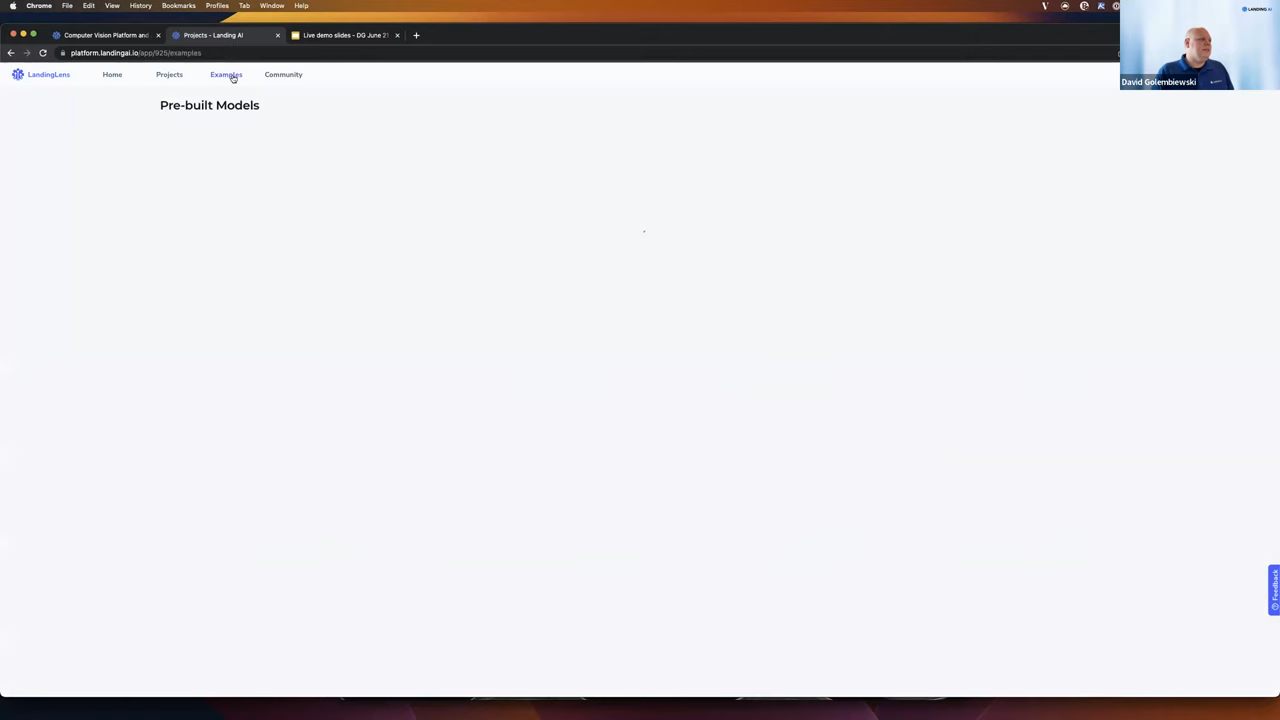 Chrome File Edit View History Bookmarks Profiles Tab Window Help
LANDING AI
Computer Vision Platform and
Projects - Landing AI
Live demo slides - DG June 21
platform.landingai.io/app/925/examples
LandingLens Home Projects Examples Community
David Golembiewski
Pre-built Models
Feedback